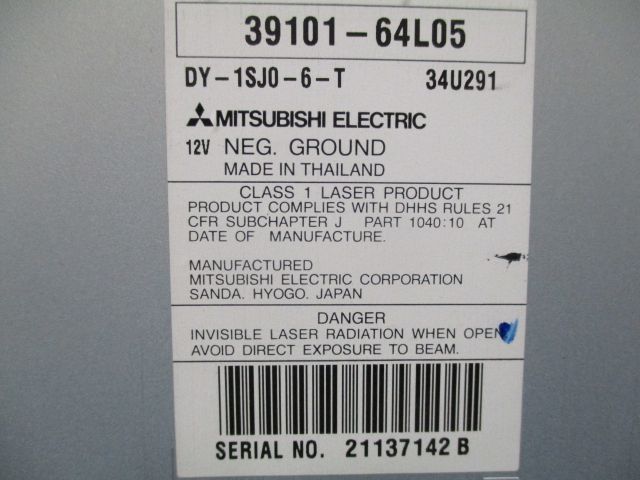 39101-64L05
DY-1SJ0-6-T 34U291
MITSUBISHI ELECTRIC
12V NEG. GROUND
MADE IN THAILAND
CLASS 1 LASER PRODUCT
PRODUCT COMPLIES WITH DHHS RULES 21
CFR SUBCHAPTER J PART 1040:10 AT
DATE OF MANUFACTURE.
MANUFACTURED
MITSUBISHI ELECTRIC CORPORATION
SANDA. HYOGO. JAPAN
DANGER
INVISIBLE LASER RADIATION WHEN OPEN
AVOID DIRECT EXPOSURE TO BEAM.
SERIAL NO. 21137142 B